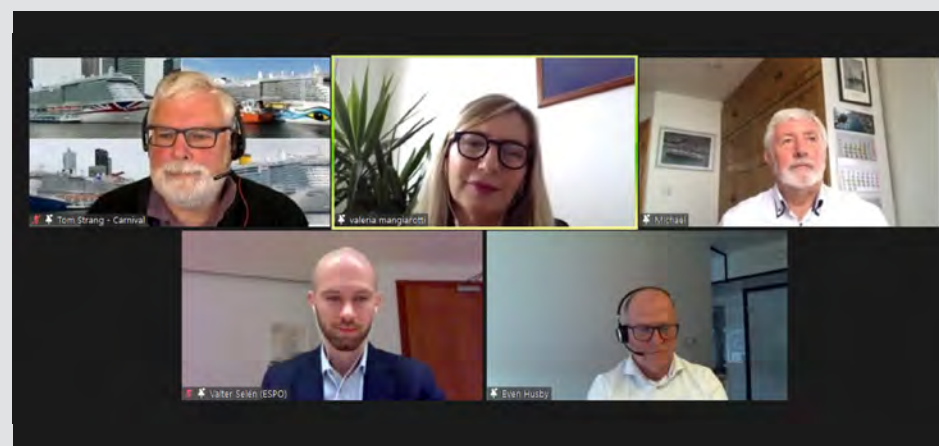 Tom Strang - Carnival
valeria mangiarotti
Michael
Valter Selén (ESPO)
Even Husby